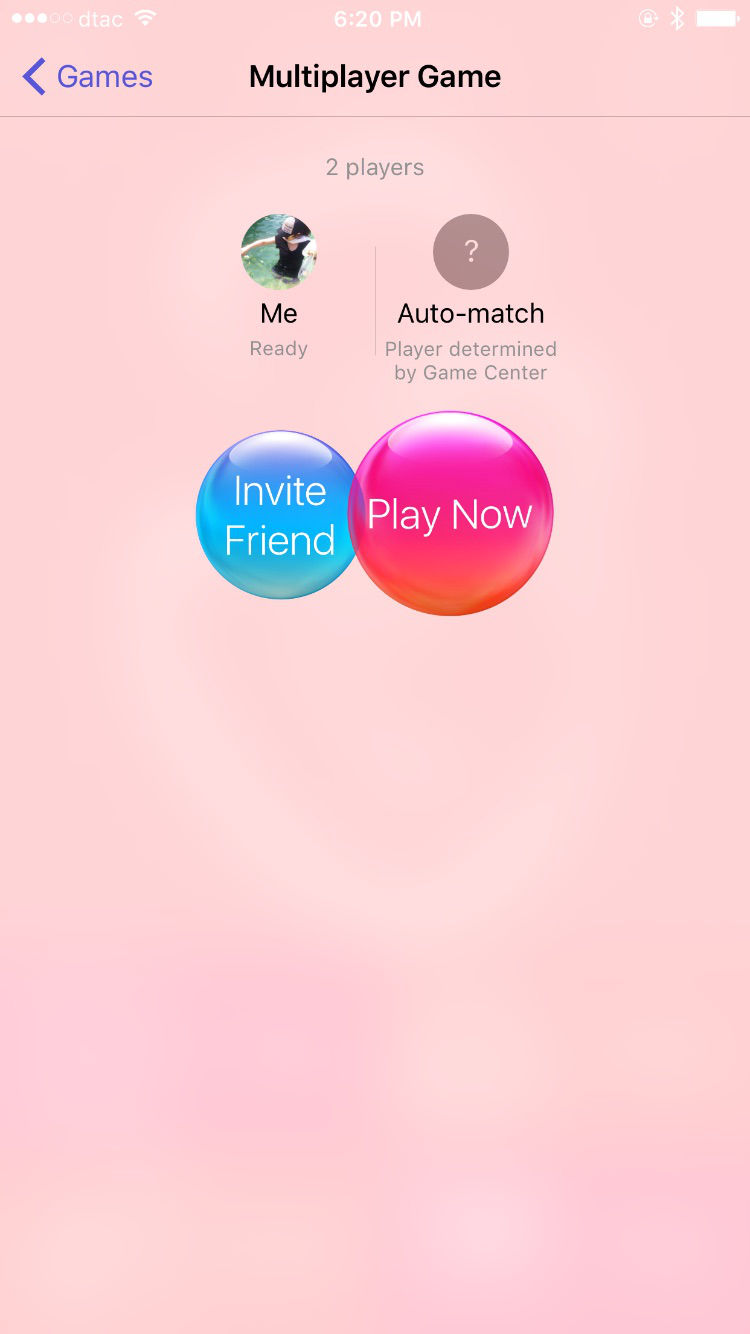 dtac 6:20 PM
Games Multiplayer Game
2 players
?
Me
Ready
Auto-match
Player determined
by Game Center
Invite
Friend
Play Now